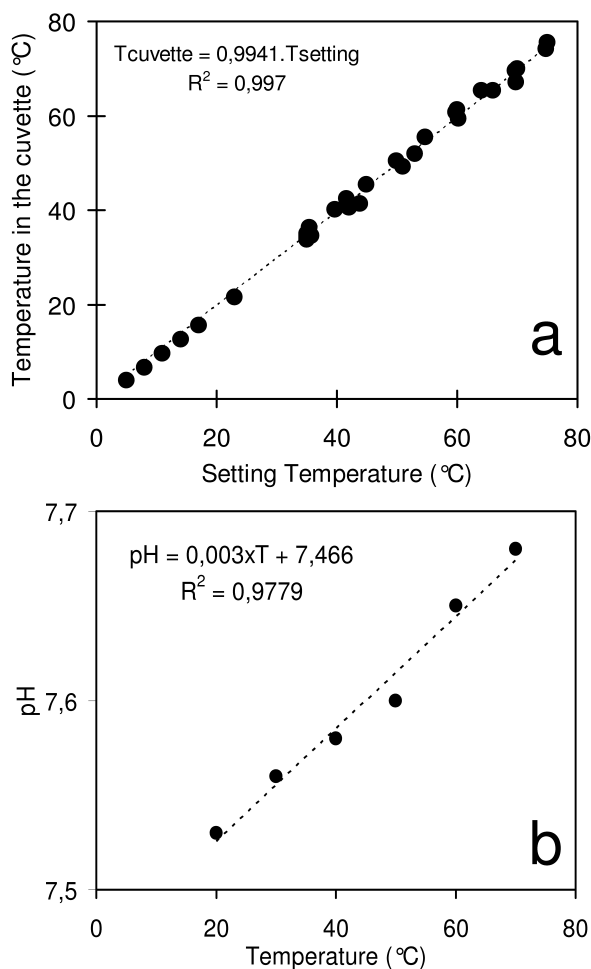 Tcuvette = 0,9941.Tsetting
R² = 0,997
Temperature in the cuvette (°C)
80
60
40
20
0
a
0 20 40 60 80
Setting Temperature (°C)
pH = 0,003xT + 7,466
R² = 0,9779
pH
7,7
7,6
7,5
b
0 20 40 60 80
Temperature (°C)